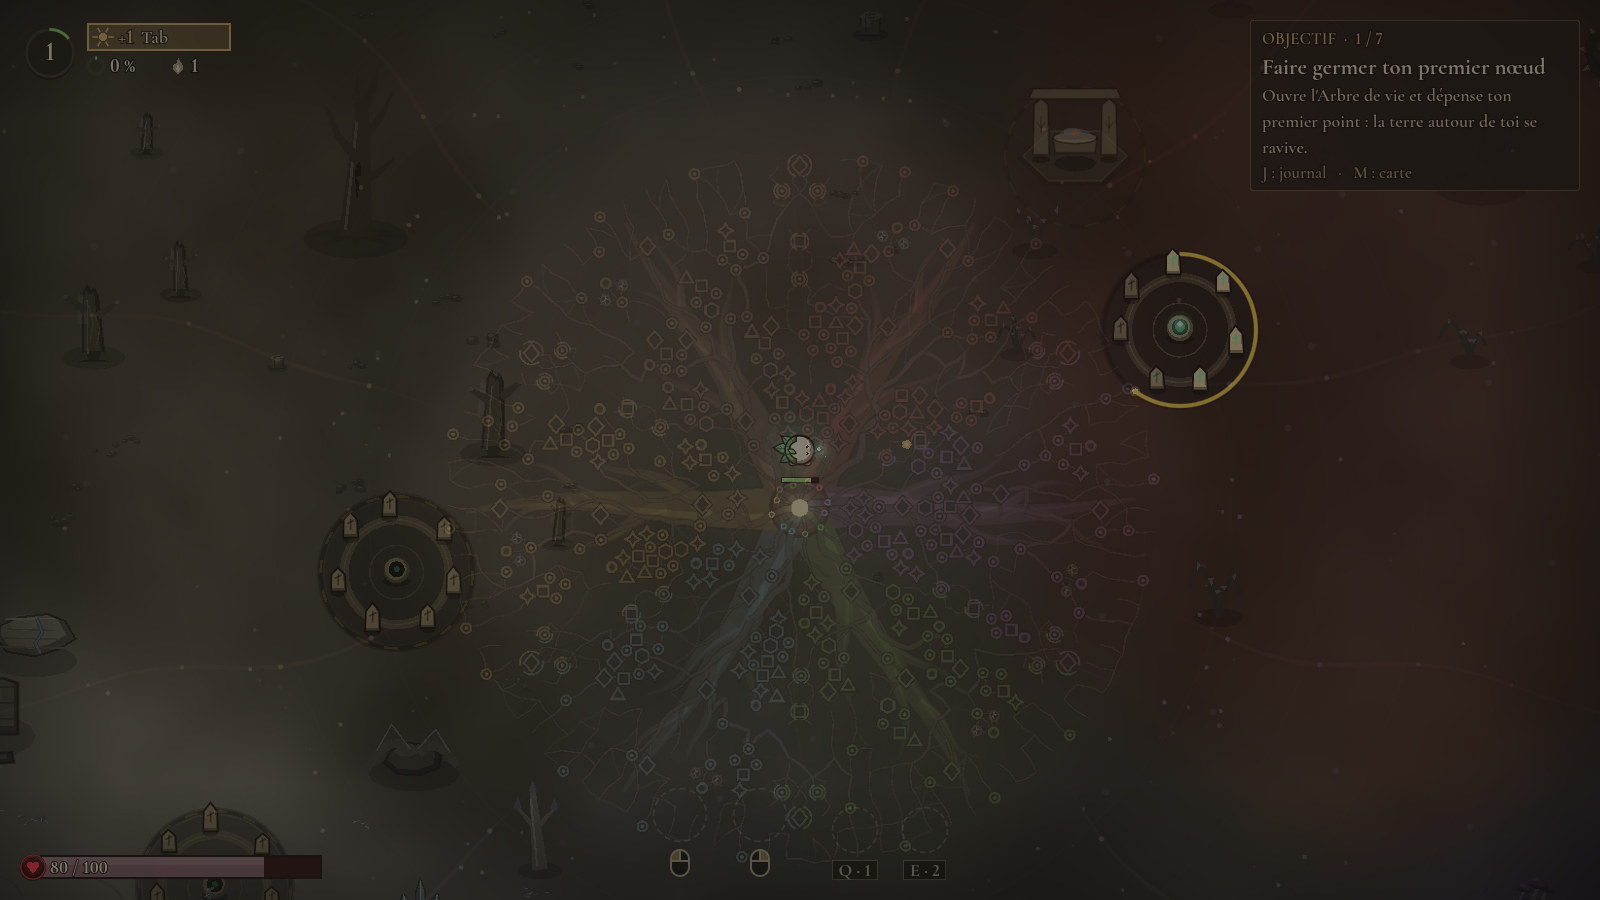 1
+1 Tab
0 %
1
OBJECTIF · 1 / 7
Faire germer ton premier nœud
Ouvre l'Arbre de vie et dépense ton
premier point : la terre autour de toi se
ravive.
J : journal · M : carte
80 / 100
Q · 1
E · 2